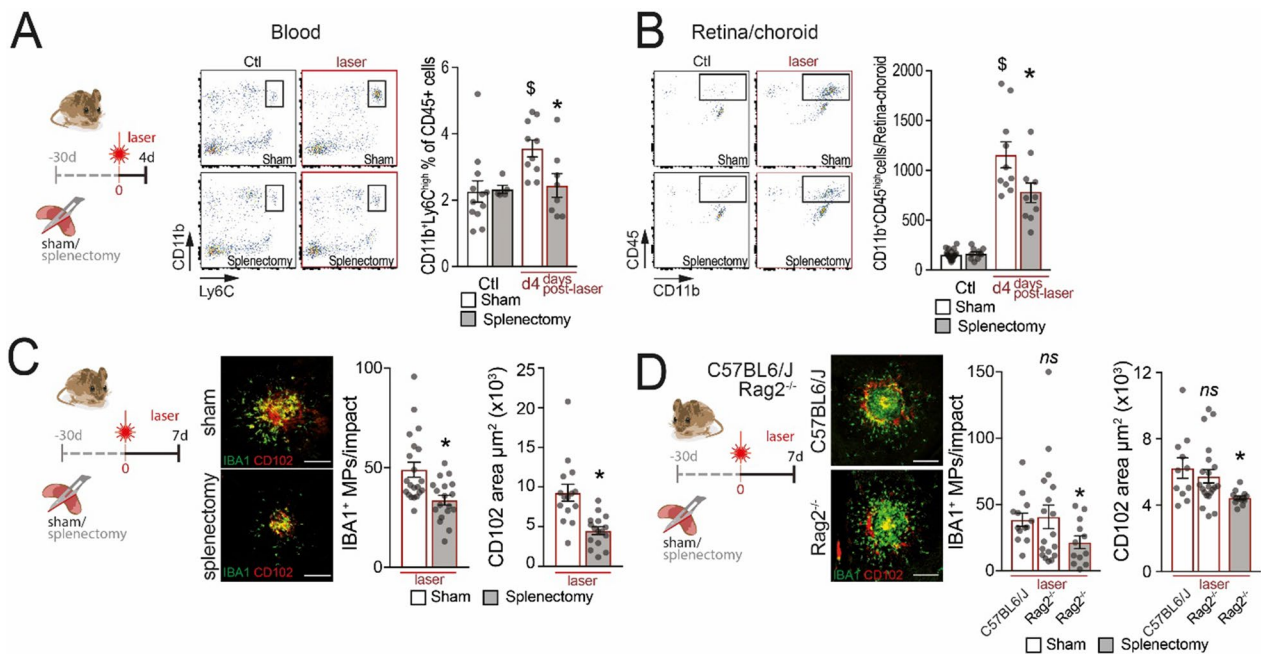 A
Blood
Ctl
laser
laser
-30d
4d
0
sham/
splenectomy
Sham
Sham
Splenectomy
Splenectomy
CD11b
Ly6C
CD11b⁺Ly6Cʰⁱᵍʰ % of CD45+ cells
6
4
2
0
$
*
Ctl
d4 days post-laser
Sham
Splenectomy
B
Retina/choroid
Ctl
laser
Sham
Sham
Splenectomy
Splenectomy
CD45
CD11b
CD11b⁺CD45ʰⁱᵍʰcells/Retina-choroid
2000
1500
1000
500
0
$
*
Ctl
d4 days post-laser
Sham
Splenectomy
C
laser
-30d
7d
0
sham/
splenectomy
sham
IBA1 CD102
splenectomy
IBA1 CD102
IBA1⁺ MPs/impact
100
50
0
*
laser
CD102 area µm² (x10³)
25
20
15
10
5
0
*
laser
Sham
Splenectomy
D
C57BL6/J
Rag2⁻/⁻
laser
-30d
7d
0
sham/
splenectomy
C57BL6/J
Rag2⁻/⁻
IBA1 CD102
IBA1⁺ MPs/impact
150
100
50
0
ns
*
laser
C57BL6/J
Rag2⁻/⁻
Rag2⁻/⁻
CD102 area µm² (x10³)
12
8
4
0
ns
*
laser
C57BL6/J
Rag2⁻/⁻
Rag2⁻/⁻
Sham
Splenectomy